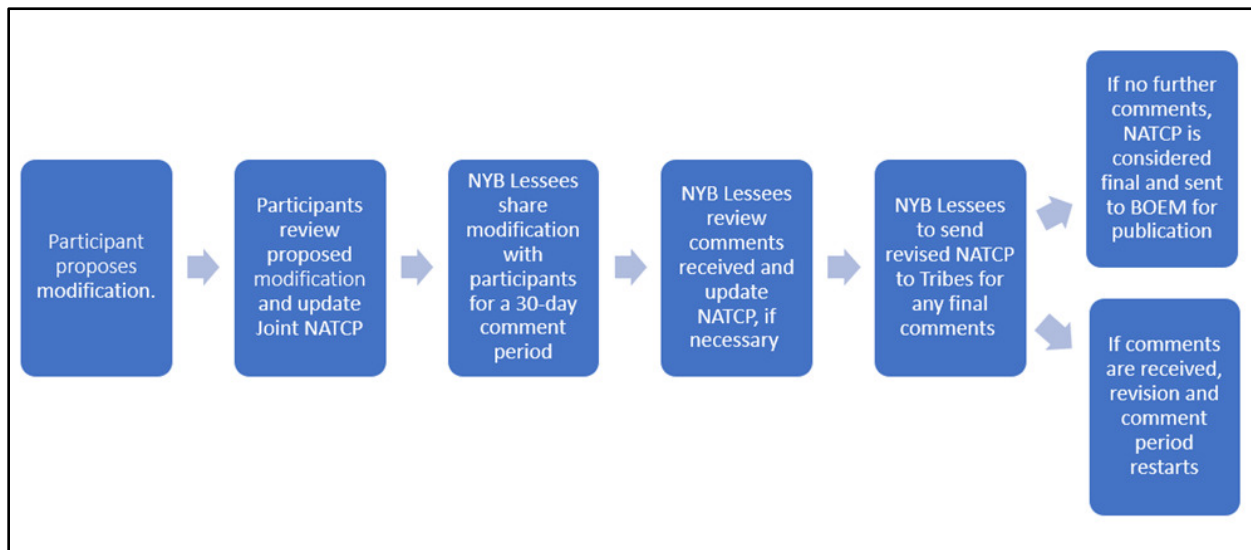 Participant
proposes
modification.
Participants
review
proposed
modification
and update
Joint NATCP
NYB Lessees
share
modification
with
participants
for a 30-day
comment
period
NYB Lessees
review
comments
received and
update
NATCP, if
necessary
NYB Lessees
to send
revised NATCP
to Tribes for
any final
comments
If no further
comments,
NATCP is
considered
final and sent
to BOEM for
publication
If comments
are received,
revision and
comment
period
restarts